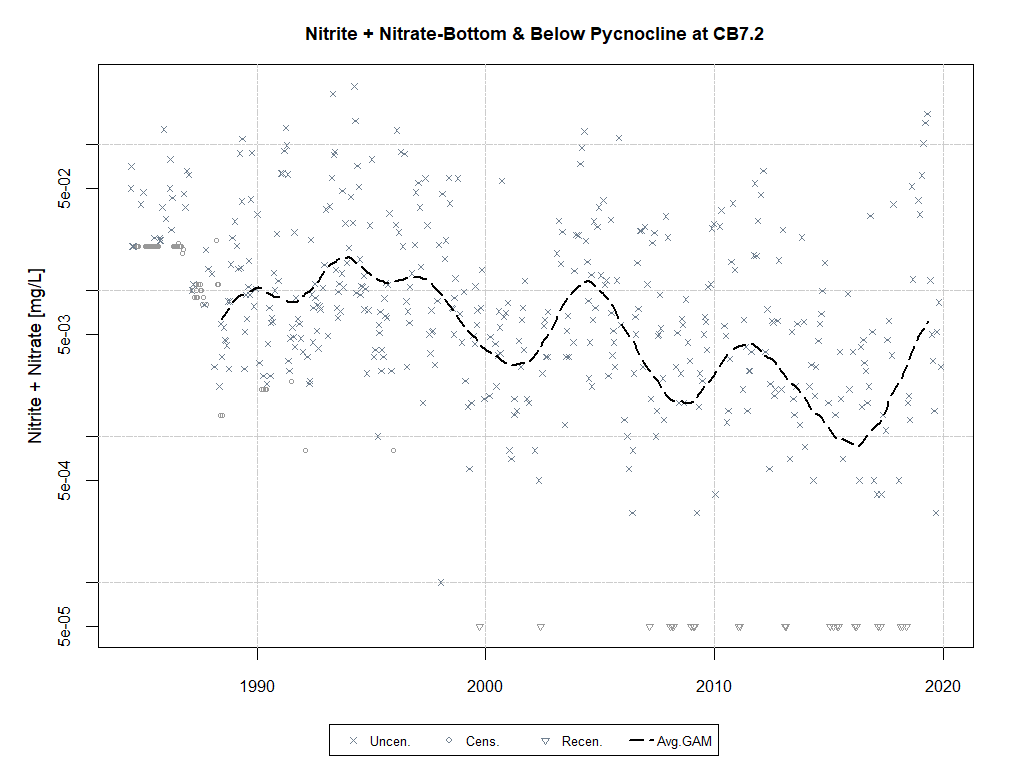 Nitrite + Nitrate-Bottom & Below Pycnocline at CB7.2
Nitrite + Nitrate [mg/L]
5e-02
5e-03
5e-04
5e-05
1990 2000 2010 2020
Uncen. Cens. Recen. Avg.GAM